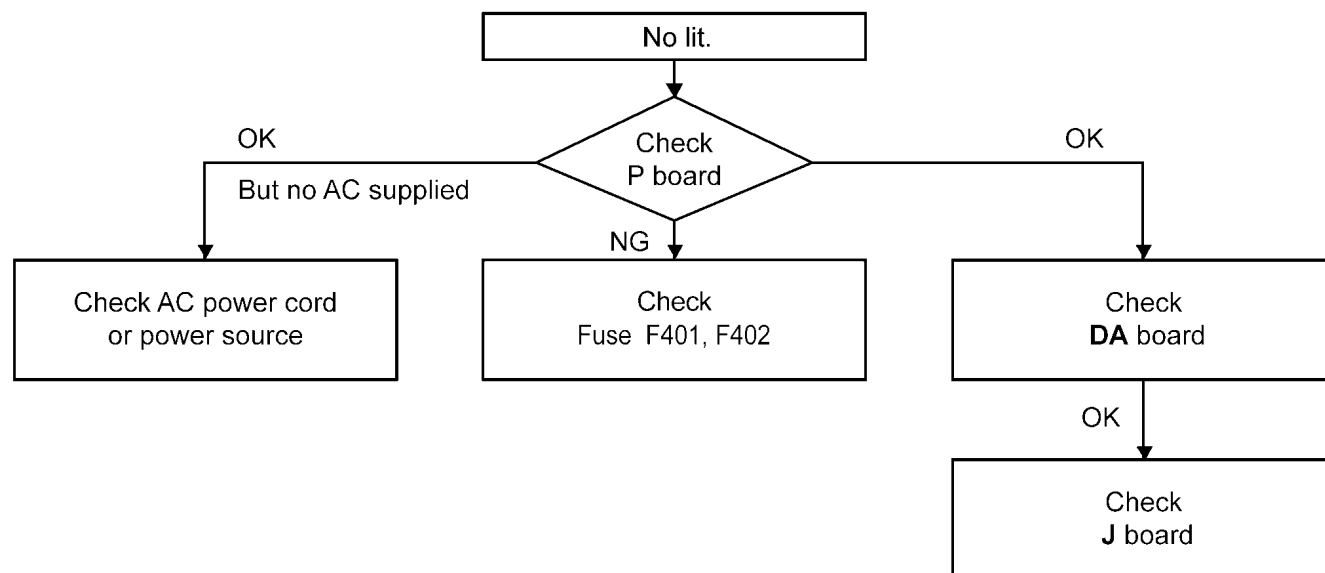 No lit.
OK
Check
P board
OK
But no AC supplied
NG
Check AC power cord
or power source
Check
Fuse F401, F402
Check
DA board
OK
Check
J board